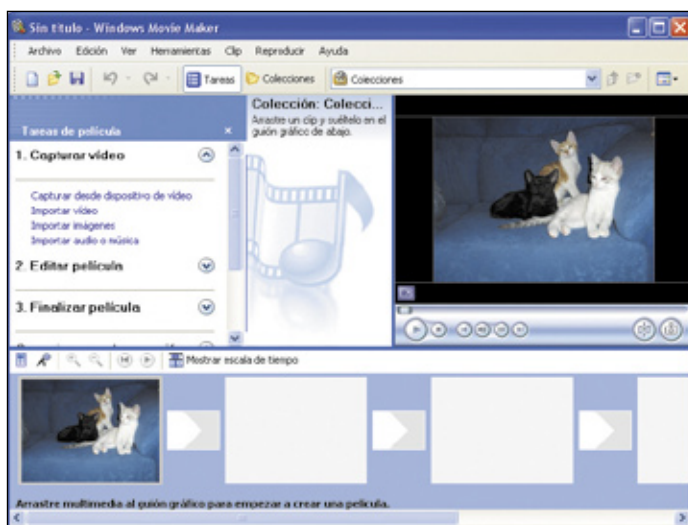 Sin título - Windows Movie Maker
Archivo Edición Ver Herramientas Clip Reproducir Ayuda
Tareas Colecciones Colecciones
Tareas de película
1. Capturar vídeo
Capturar desde dispositivo de vídeo
Importar vídeo
Importar imágenes
Importar audio o música
2. Editar película
3. Finalizar película
Colección: Colecci...
Arrastre un clip y suéltelo en el
guión gráfico de abajo.
Mostrar escala de tiempo
Arrastre multimedia al guión gráfico para empezar a crear una película.